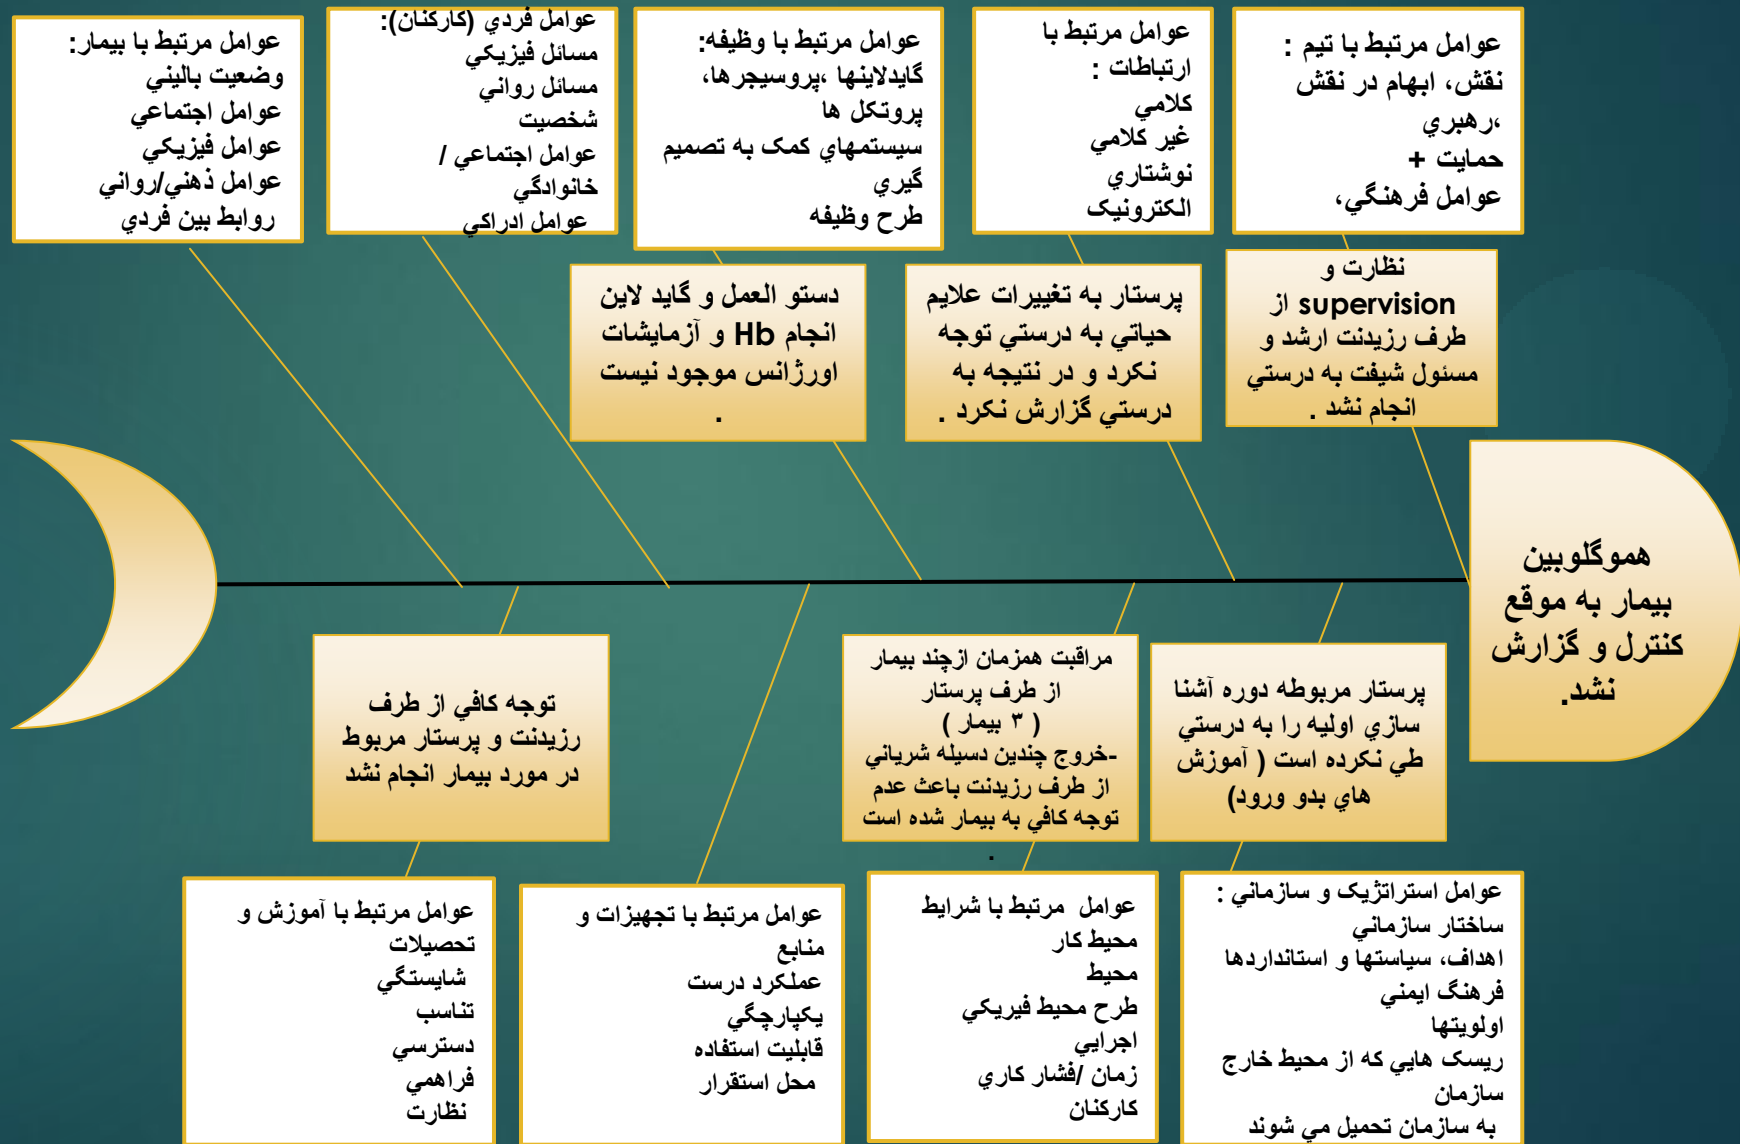 عوامل مرتبط با تيم :
نقش، ابهام در نقش
،رهبري
حمايت +
عوامل فرهنگي،
عوامل مرتبط با
ارتباطات :
كلامي
غير كلامي
نوشتاري
الكترونيک
عوامل مرتبط با وظيفه:
گايدلاينها ،پروسيجرها،
پروتكل ها
سيستمهاي كمک به تصميم
گيري
طرح وظيفه
عوامل فردي (كاركنان):
مسائل فيزيكي
مسائل رواني
شخصيت
عوامل اجتماعي /
خانوادگي
عوامل ادراكي
عوامل مرتبط با بيمار:
وضعيت باليني
عوامل اجتماعي
عوامل فيزيكي
عوامل ذهني/رواني
روابط بين فردي
نظارت و
supervision از
طرف رزيدنت ارشد و
مسئول شيفت به درستي
انجام نشد .
پرستار به تغييرات علايم
حياتي به درستي توجه
نكرد و در نتيجه به
درستي گزارش نكرد .
دستو العمل و گايد لاين
انجام Hb و آزمايشات
اورژانس موجود نيست
.
هموگلوبين
بيمار به موقع
كنترل و گزارش
نشد.
پرستار مربوطه دوره آشنا
سازي اوليه را به درستي
طي نكرده است ( آموزش
هاي بدو ورود)
مراقبت همزمان ازچند بيمار
از طرف پرستار
( ۳ بيمار )
-خروج چندين دسيله شرياني
از طرف رزيدنت باعث عدم
توجه كافي به بيمار شده است
.
توجه كافي از طرف
رزيدنت و پرستار مربوط
در مورد بيمار انجام نشد
عوامل استراتژيک و سازماني :
ساختار سازماني
اهداف، سياستها و استانداردها
فرهنگ ايمني
اولويتها
ريسک هايي كه از محيط خارج
سازمان
به سازمان تحميل مي شوند
عوامل مرتبط با شرايط
محيط كار
محيط
طرح محيط فيريكي
اجرايي
زمان /فشار كاري
كاركنان
عوامل مرتبط با تجهيزات و
منابع
عملكرد درست
يكپارچگي
قابليت استفاده
محل استقرار
عوامل مرتبط با آموزش و
تحصيلات
شايستگي
تناسب
دسترسي
فراهمي
نظارت